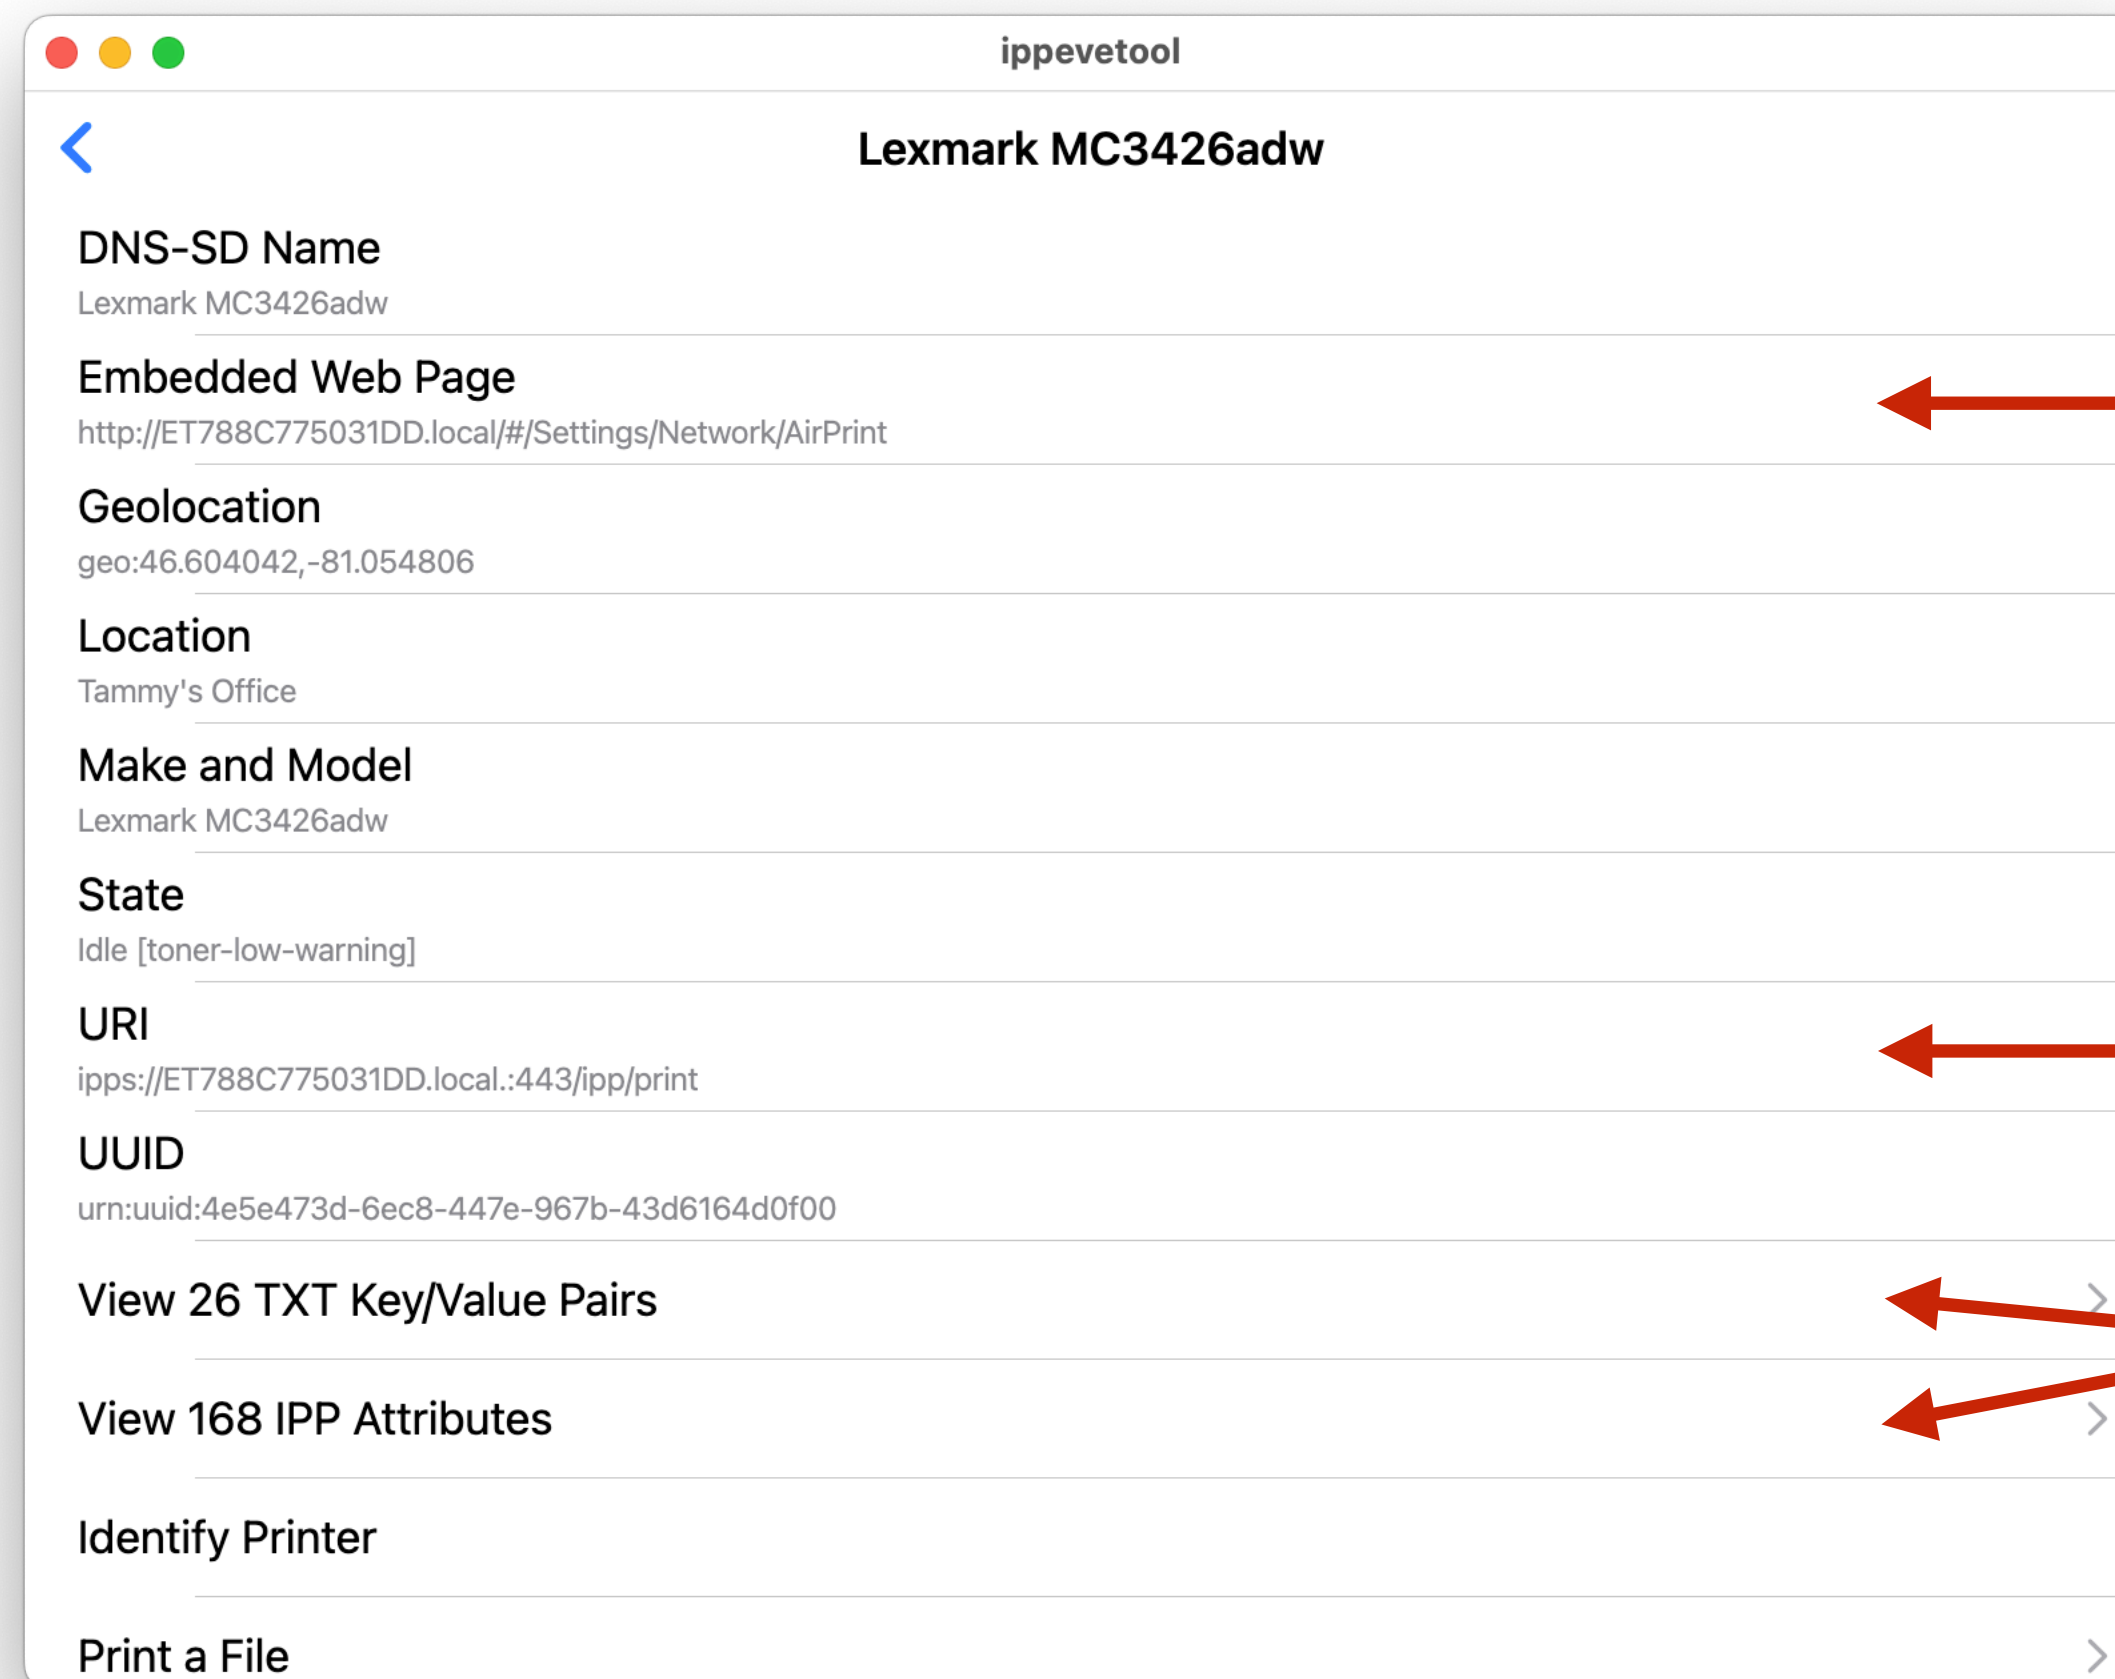 ippevetool
Lexmark MC3426adw
DNS-SD Name
Lexmark MC3426adw
Embedded Web Page
http://ET788C775031DD.local/#/Settings/Network/AirPrint
Geolocation
geo:46.604042,-81.054806
Location
Tammy's Office
Make and Model
Lexmark MC3426adw
State
Idle [toner-low-warning]
URI
ipps://ET788C775031DD.local.:443/ipp/print
UUID
urn:uuid:4e5e473d-6ec8-447e-967b-43d6164d0f00
View 26 TXT Key/Value Pairs
View 168 IPP Attributes
Identify Printer
Print a File